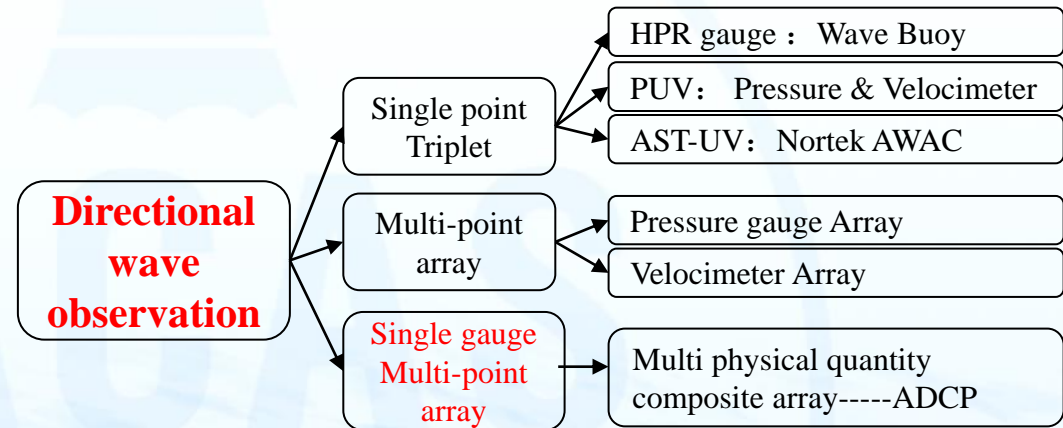 Directional
wave
observation
Single point
Triplet
HPR gauge： Wave Buoy
PUV： Pressure & Velocimeter
AST-UV：Nortek AWAC
Multi-point
array
Pressure gauge Array
Velocimeter Array
Single gauge
Multi-point
array
Multi physical quantity
composite array-----ADCP